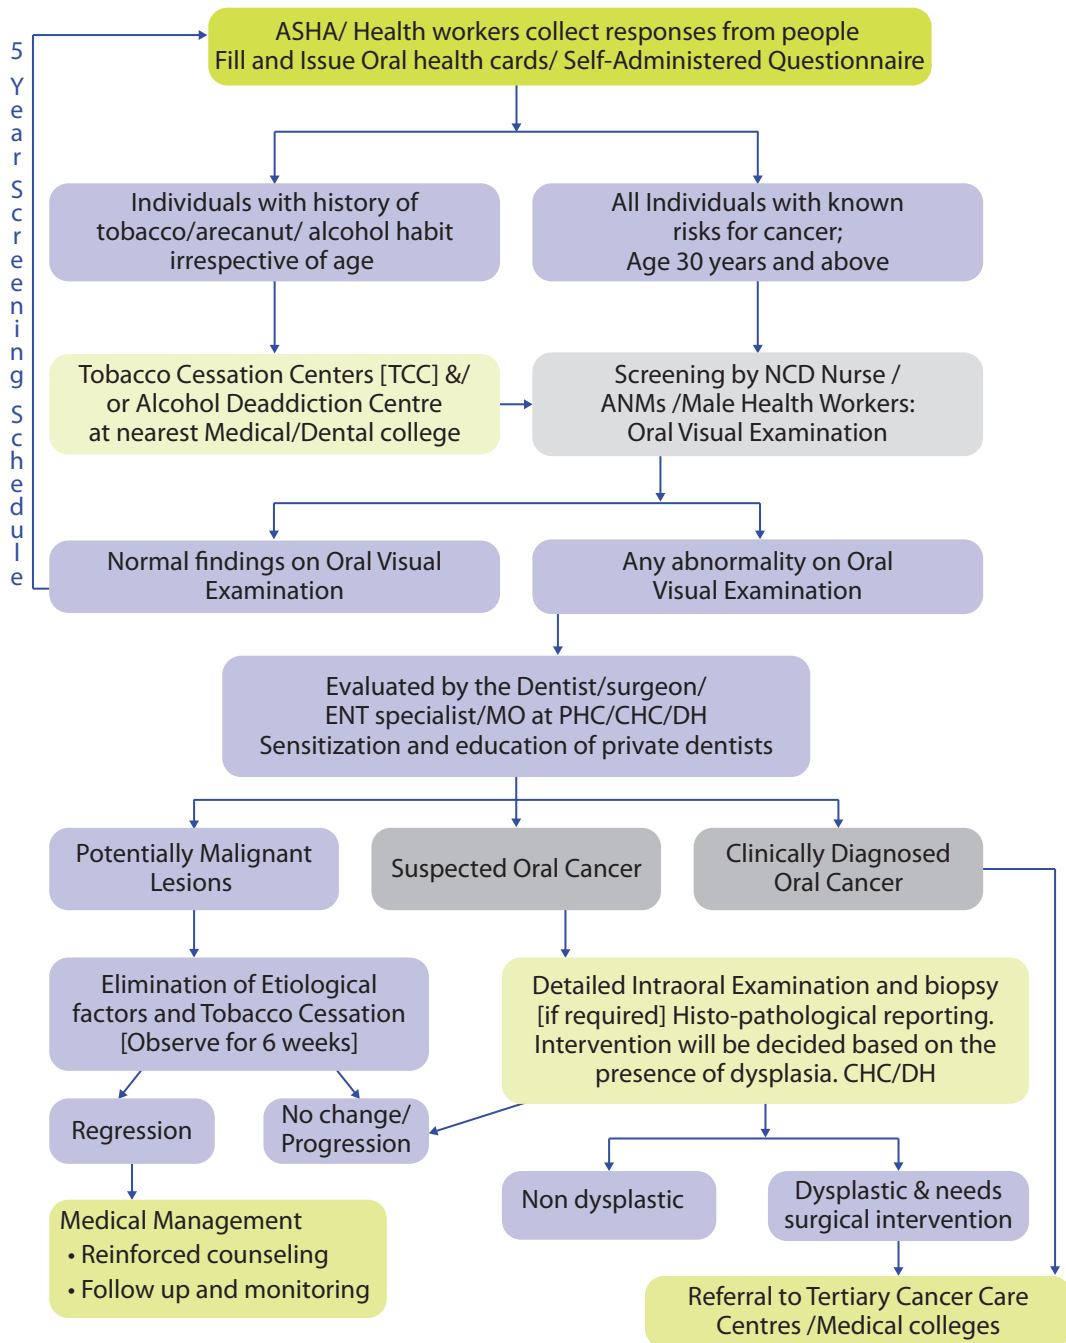 ASHA/ Health workers collect responses from people
Fill and Issue Oral health cards/ Self-Administered Questionnaire
5 Year Screening Schedule
Individuals with history of
tobacco/arecanut/ alcohol habit
irrespective of age
All Individuals with known
risks for cancer;
Age 30 years and above
Tobacco Cessation Centers [TCC] &/
or Alcohol Deaddiction Centre
at nearest Medical/Dental college
Screening by NCD Nurse /
ANMs /Male Health Workers:
Oral Visual Examination
Normal findings on Oral Visual
Examination
Any abnormality on Oral
Visual Examination
Evaluated by the Dentist/surgeon/
ENT specialist/MO at PHC/CHC/DH
Sensitization and education of private dentists
Potentially Malignant
Lesions
Suspected Oral Cancer
Clinically Diagnosed
Oral Cancer
Elimination of Etiological
factors and Tobacco Cessation
[Observe for 6 weeks]
Detailed Intraoral Examination and biopsy
[if required] Histo-pathological reporting.
Intervention will be decided based on the
presence of dysplasia. CHC/DH
Regression
No change/
Progression
Non dysplastic
Dysplastic & needs
surgical intervention
Medical Management
• Reinforced counseling
• Follow up and monitoring
Referral to Tertiary Cancer Care
Centres /Medical colleges